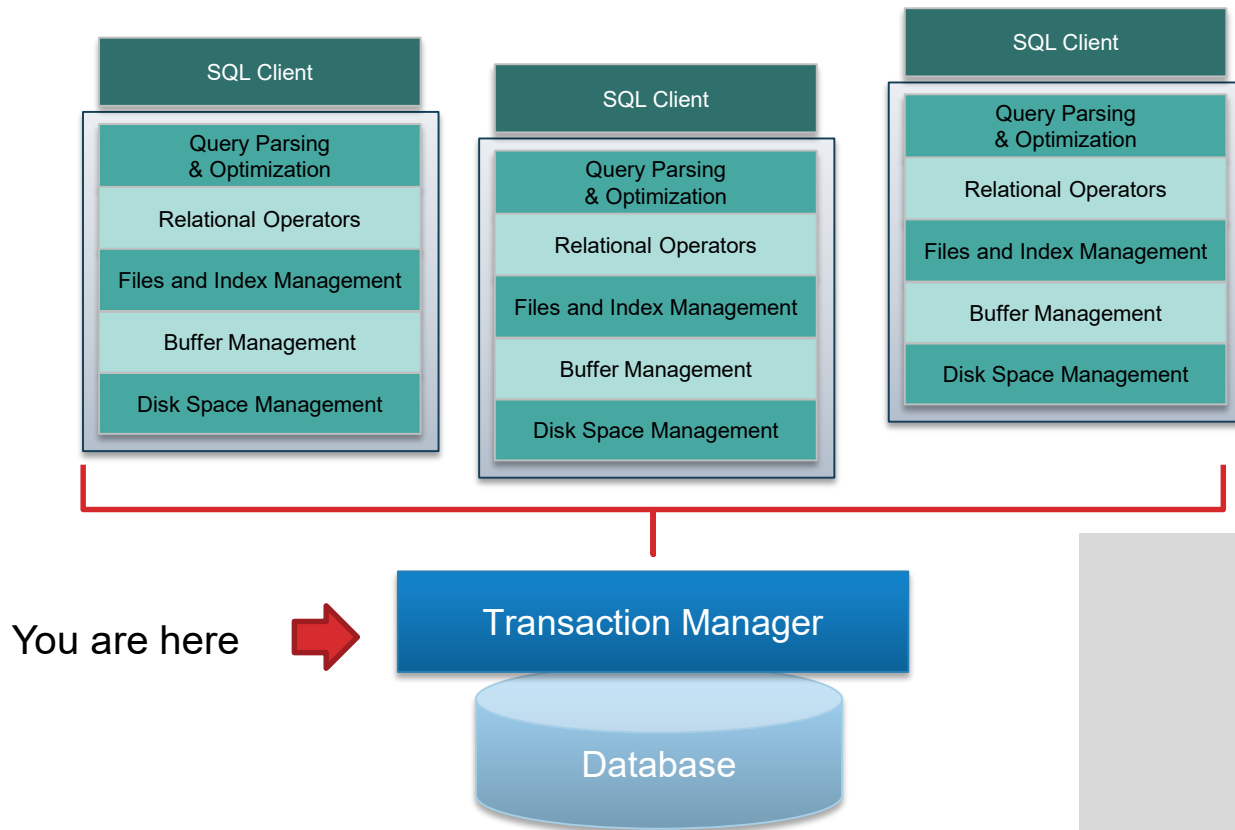 SQL Client
Query Parsing
& Optimization
Relational Operators
Files and Index Management
Buffer Management
Disk Space Management
SQL Client
Query Parsing
& Optimization
Relational Operators
Files and Index Management
Buffer Management
Disk Space Management
SQL Client
Query Parsing
& Optimization
Relational Operators
Files and Index Management
Buffer Management
Disk Space Management
You are here
Transaction Manager
Database